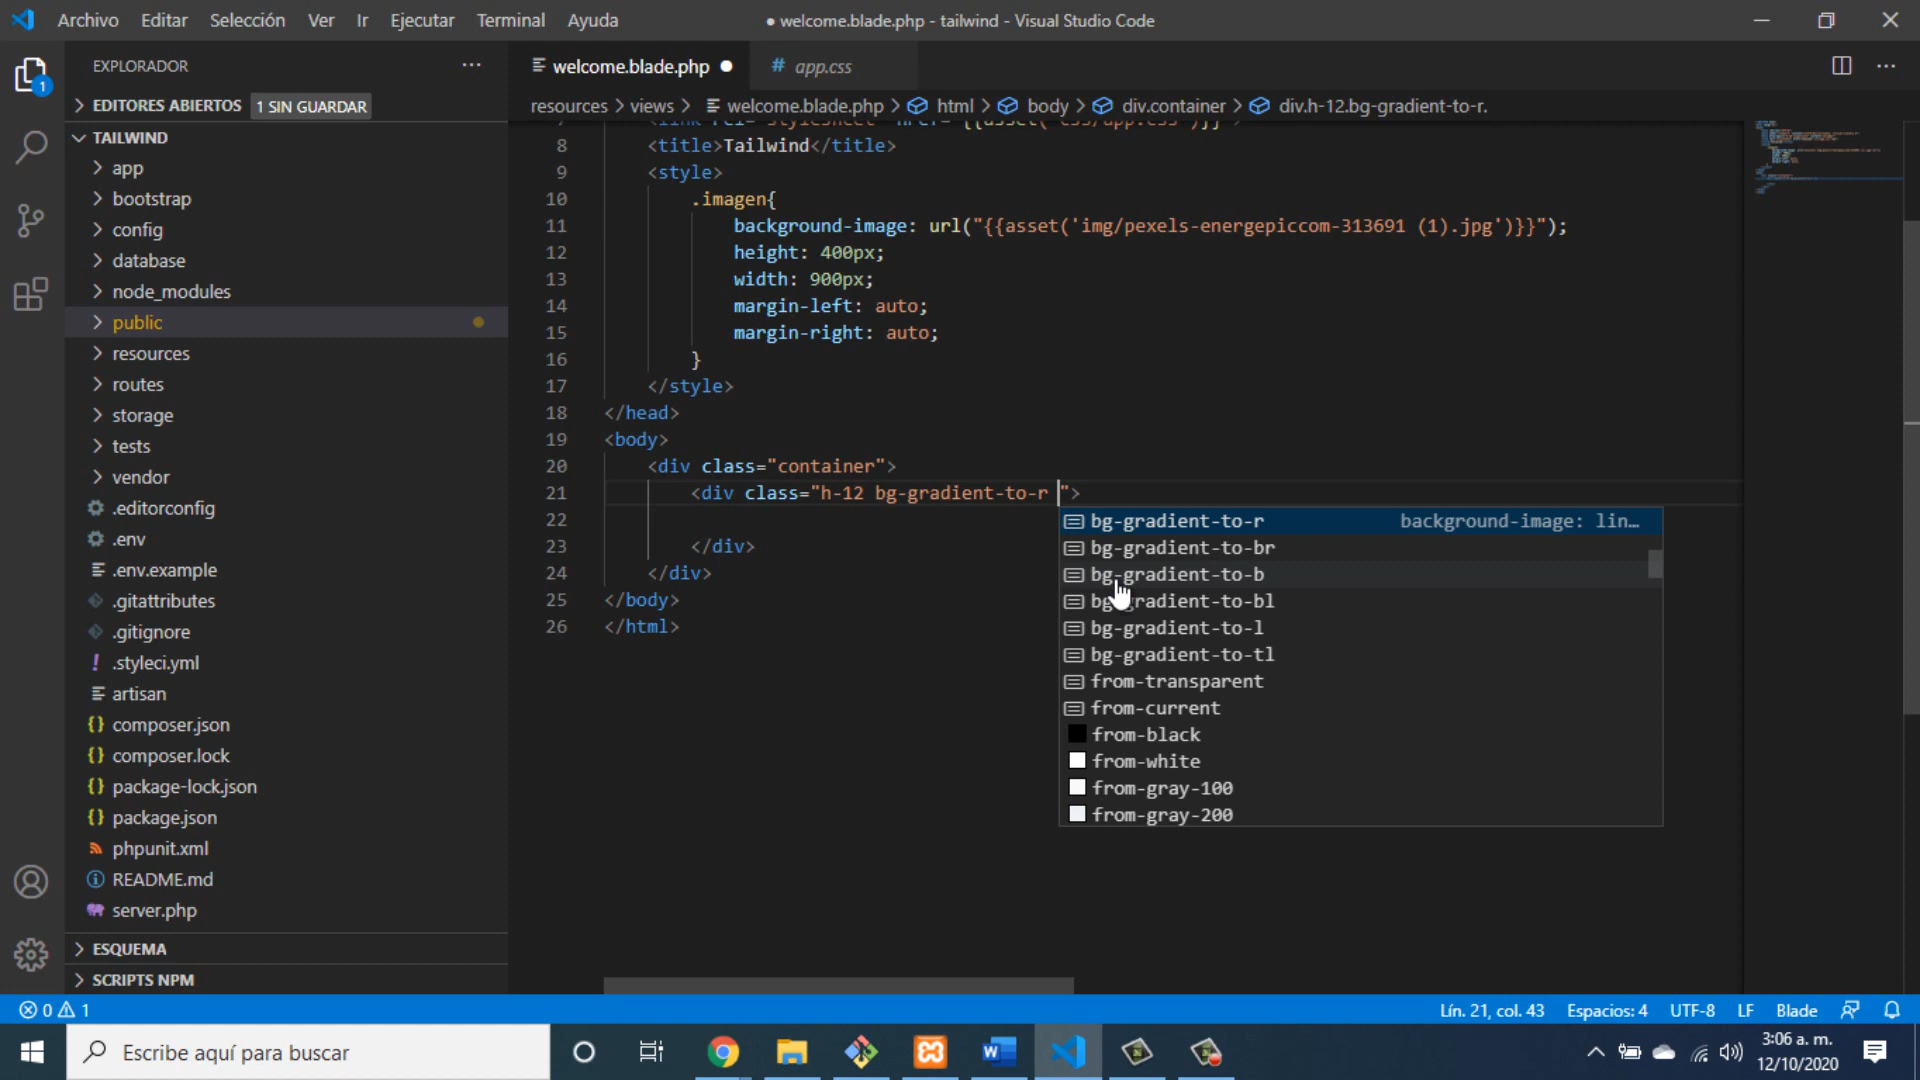 Archivo Editar Selección Ver Ir Ejecutar Terminal Ayuda
● welcome.blade.php - tailwind - Visual Studio Code
EXPLORADOR
welcome.blade.php
# app.css
1
EDITORES ABIERTOS 1 SIN GUARDAR
resources > views > welcome.blade.php > html > body > div.container > div.h-12.bg-gradient-to-r.
TAILWIND
app
bootstrap
config
database
node_modules
public
resources
routes
storage
tests
vendor
.editorconfig
.env
.env.example
.gitattributes
.gitignore
.styleci.yml
artisan
composer.json
composer.lock
package-lock.json
package.json
phpunit.xml
README.md
server.php
ESQUEMA
SCRIPTS NPM
8 <title>Tailwind</title>
9 <style>
10 .imagen{
11 background-image: url("{{asset('img/pexels-energepiccom-313691 (1).jpg')}}");
12 height: 400px;
13 width: 900px;
14 margin-left: auto;
15 margin-right: auto;
16 }
17 </style>
18 </head>
19 <body>
20 <div class="container">
21 <div class="h-12 bg-gradient-to-r ">
22
23 </div>
24 </div>
25 </body>
26 </html>
bg-gradient-to-r background-image: lin…
bg-gradient-to-br
bg-gradient-to-b
bg-gradient-to-bl
bg-gradient-to-l
bg-gradient-to-tl
from-transparent
from-current
from-black
from-white
from-gray-100
from-gray-200
0 1
Lín. 21, col. 43 Espacios: 4 UTF-8 LF Blade
Escribe aquí para buscar
3:06 a. m.
12/10/2020